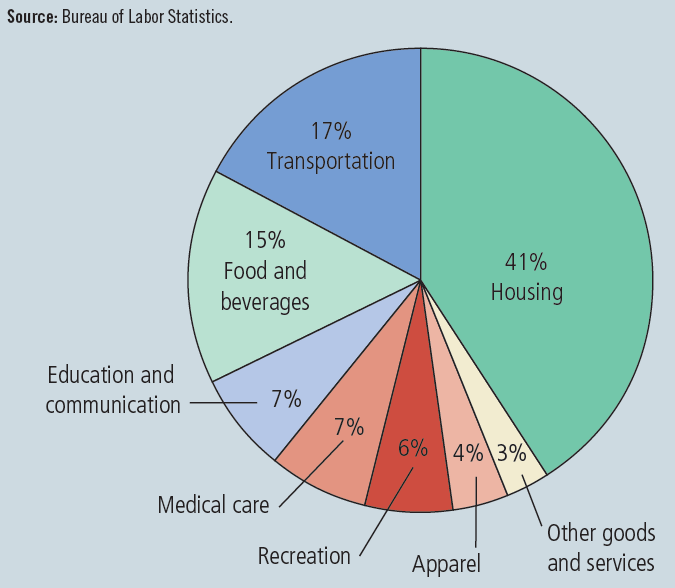 Source: Bureau of Labor Statistics.
17%
Transportation
41%
Housing
15%
Food and
beverages
Education and
communication
7%
7%
Medical care
6%
Recreation
4%
Apparel
3%
Other goods
and services